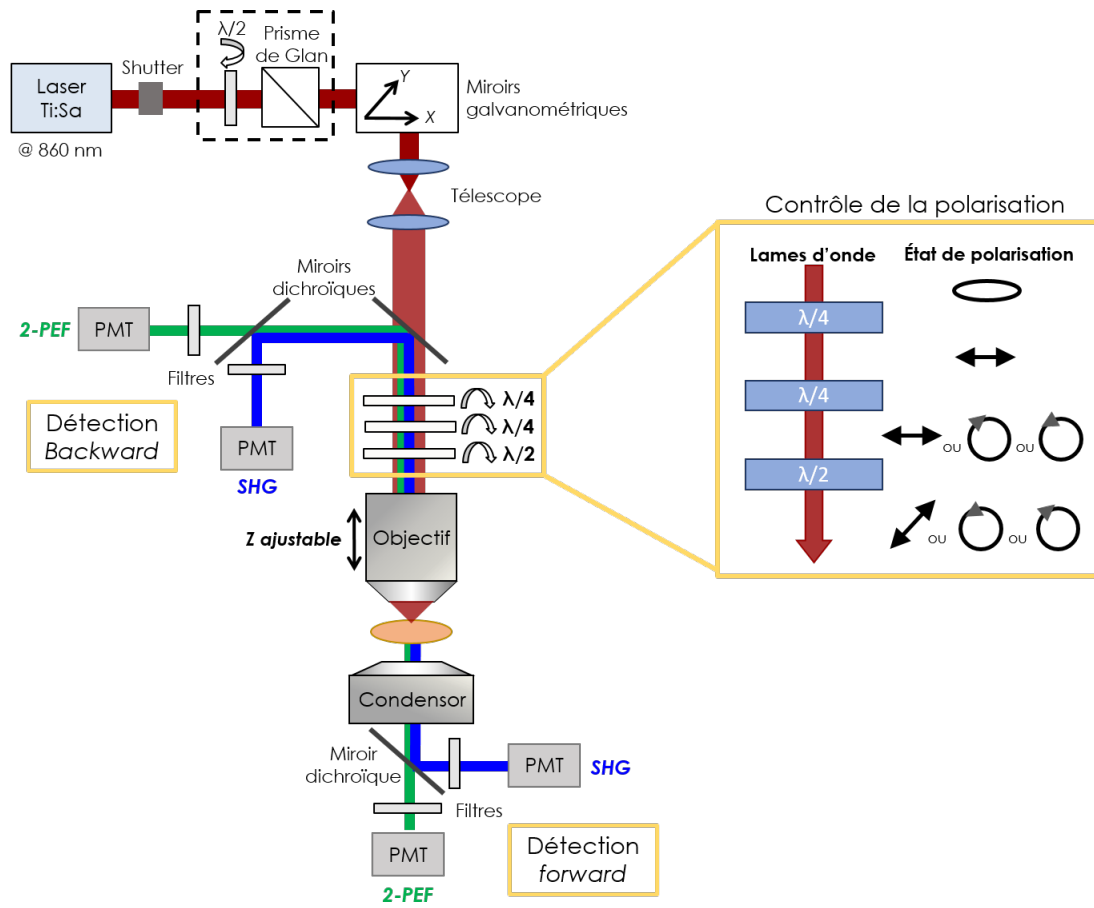 λ/2
Prisme
de Glan
Shutter
Laser
Ti:Sa
@ 860 nm
Y
X
Miroirs
galvanométriques
Télescope
Miroirs
dichroïques
2-PEF
PMT
Filtres
Détection
Backward
PMT
SHG
λ/4
λ/4
λ/2
Z ajustable
Objectif
Condensor
Miroir
dichroïque
PMT
SHG
Filtres
PMT
2-PEF
Détection
forward
Contrôle de la polarisation
Lames d'onde
État de polarisation
λ/4
λ/4
OU OU
λ/2
OU OU